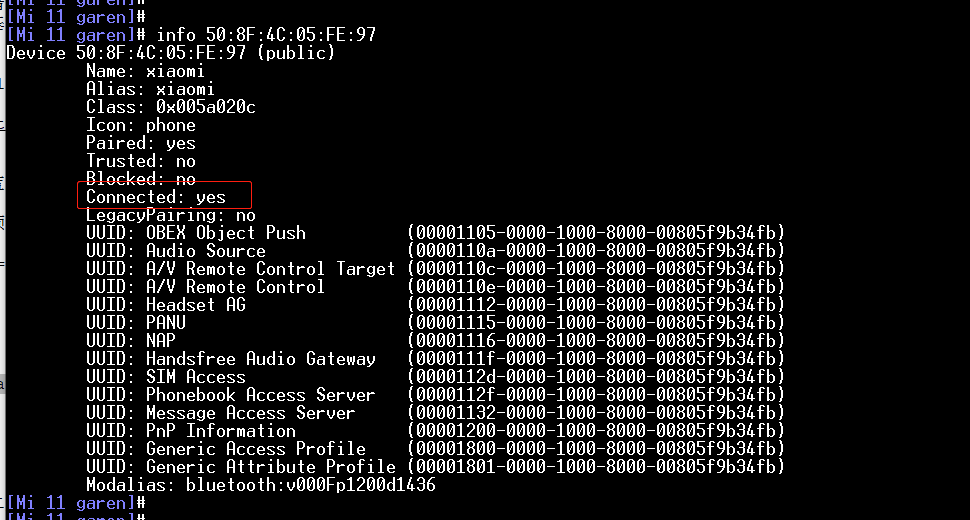 [Mi 11 garen]#
[Mi 11 garen]#
[Mi 11 garen]# info 50:8F:4C:05:FE:97
Device 50:8F:4C:05:FE:97 (public)
Name: xiaomi
Alias: xiaomi
Class: 0x005a020c
Icon: phone
Paired: yes
Trusted: no
Blocked: no
Connected: yes
LegacyPairing: no
UUID: OBEX Object Push (00001105-0000-1000-8000-00805f9b34fb)
UUID: Audio Source (0000110a-0000-1000-8000-00805f9b34fb)
UUID: A/V Remote Control Target (0000110c-0000-1000-8000-00805f9b34fb)
UUID: A/V Remote Control (0000110e-0000-1000-8000-00805f9b34fb)
UUID: Headset AG (00001112-0000-1000-8000-00805f9b34fb)
UUID: PANU (00001115-0000-1000-8000-00805f9b34fb)
UUID: NAP (00001116-0000-1000-8000-00805f9b34fb)
UUID: Handsfree Audio Gateway (0000111f-0000-1000-8000-00805f9b34fb)
UUID: SIM Access (0000112d-0000-1000-8000-00805f9b34fb)
UUID: Phonebook Access Server (0000112f-0000-1000-8000-00805f9b34fb)
UUID: Message Access Server (00001132-0000-1000-8000-00805f9b34fb)
UUID: PnP Information (00001200-0000-1000-8000-00805f9b34fb)
UUID: Generic Access Profile (00001800-0000-1000-8000-00805f9b34fb)
UUID: Generic Attribute Profile (00001801-0000-1000-8000-00805f9b34fb)
Modalias: bluetooth:v000Fp1200d1436
[Mi 11 garen]#
[Mi 11 garen]#